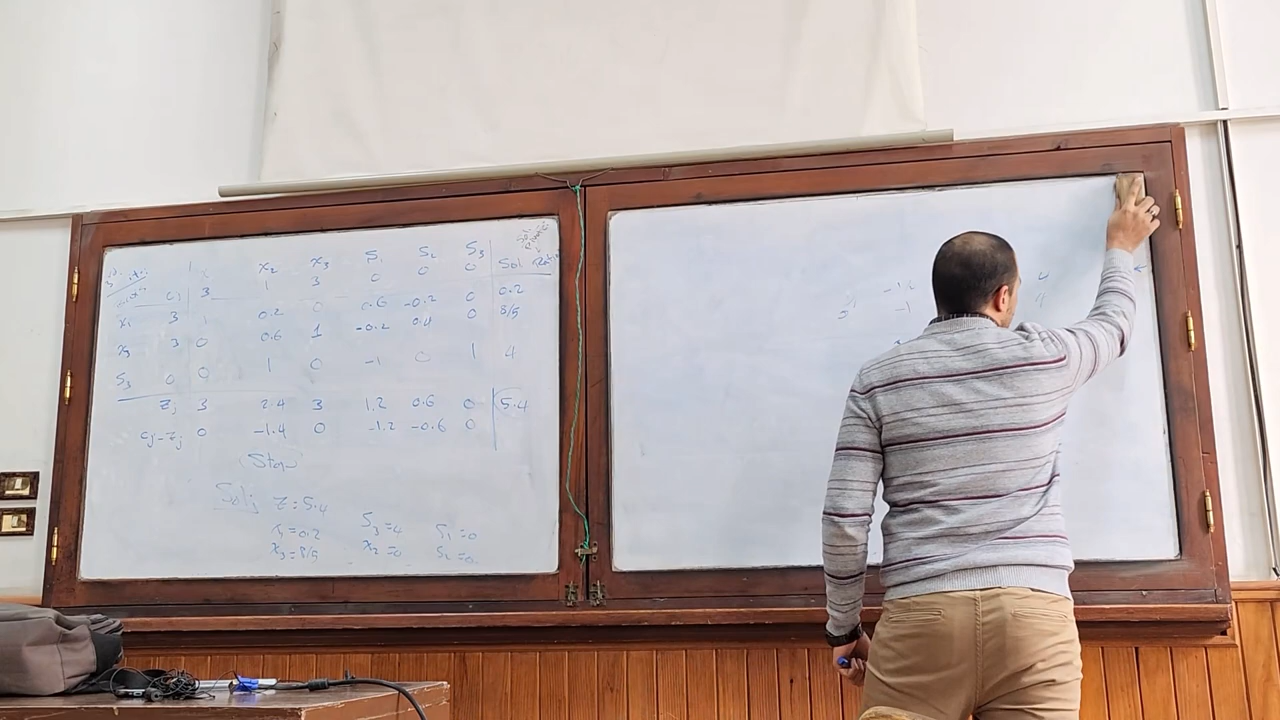 x₂ x₃ S₁ S₂ S₃ Sol Ratio
Cj 3 1 3 0 0 0
x₁ 3 1 0.2 0 0.6 -0.2 0 0.2
x₃ 3 0 0.6 1 -0.2 0.4 0 8/5
S₃ 0 0 1 0 -1 0 1 4
Zj 3 2.4 3 1.2 0.6 0 5.4
Cj-Zj 0 -1.4 0 -1.2 -0.6 0
Stop
Sol: Z=5.4
x₁=0.2 S₃=4 S₁=0
x₃=8/5 x₂=0 S₂=0